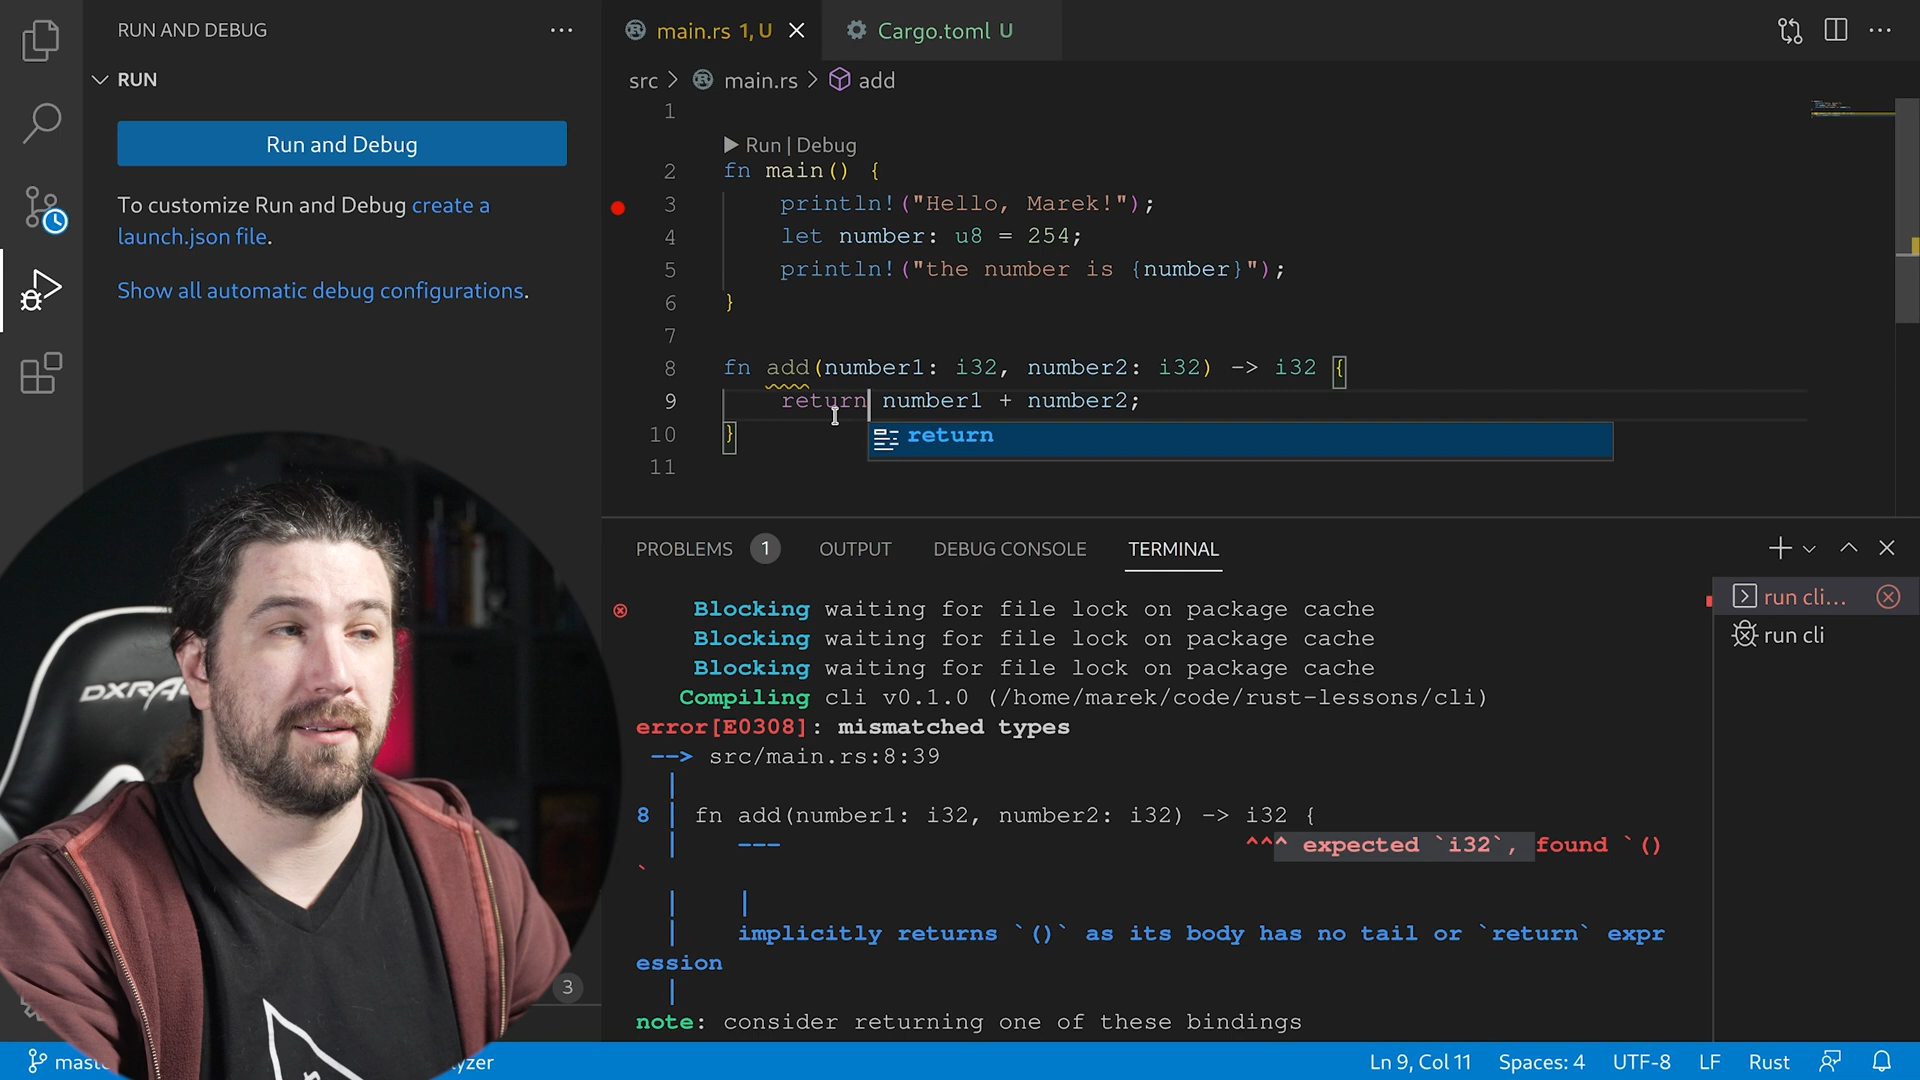 RUN AND DEBUG
RUN
Run and Debug
To customize Run and Debug create a
launch.json file.
Show all automatic debug configurations.
main.rs 1, U
Cargo.toml U
src > main.rs > add
1
Run | Debug
2 fn main() {
3 println!("Hello, Marek!");
4 let number: u8 = 254;
5 println!("the number is {number}");
6 }
7
8 fn add(number1: i32, number2: i32) -> i32 {
9 return number1 + number2;
10 }
return
11
PROBLEMS 1 OUTPUT DEBUG CONSOLE TERMINAL
Blocking waiting for file lock on package cache
Blocking waiting for file lock on package cache
Blocking waiting for file lock on package cache
Compiling cli v0.1.0 (/home/marek/code/rust-lessons/cli)
error[E0308]: mismatched types
--> src/main.rs:8:39
|
8 | fn add(number1: i32, number2: i32) -> i32 {
| --- ^^^ expected `i32`, found `()
`
| |
| implicitly returns `()` as its body has no tail or `return` expr
ession
|
note: consider returning one of these bindings
run cli...
run cli
3
Ln 9, Col 11 Spaces: 4 UTF-8 LF Rust